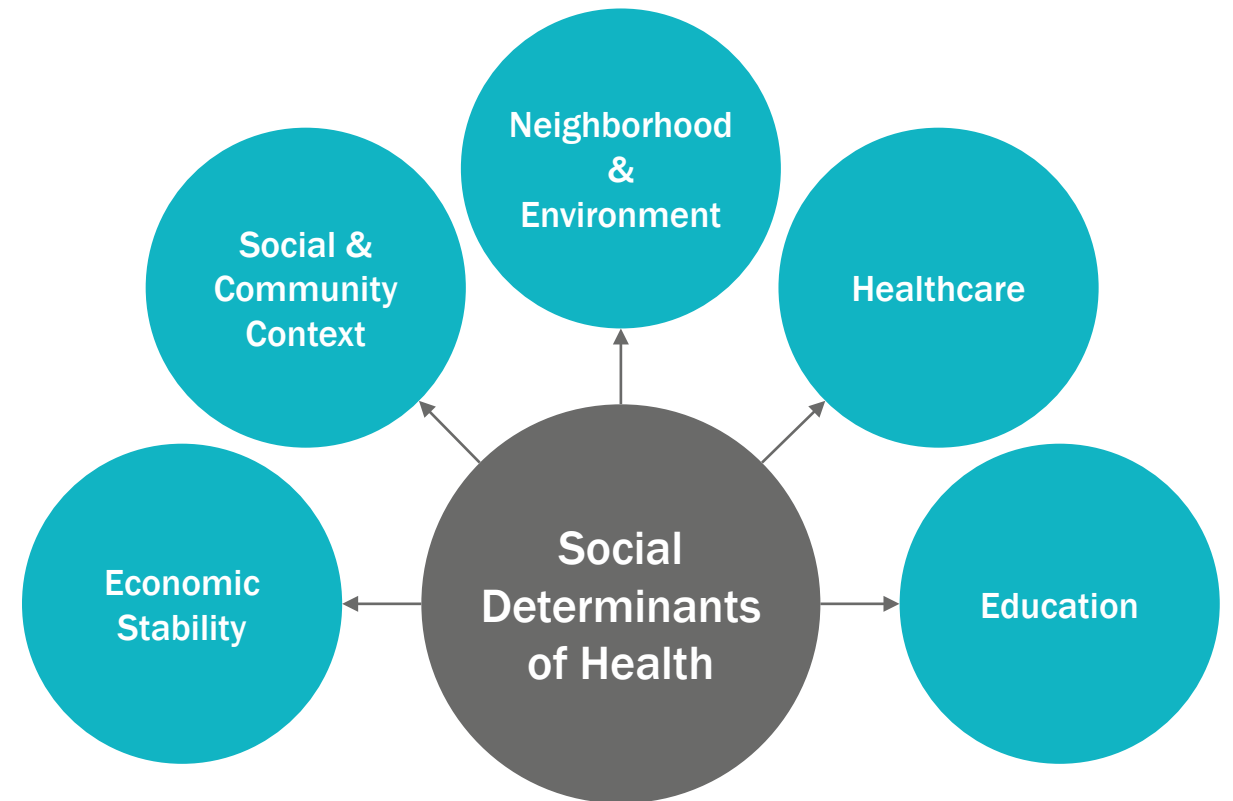 Neighborhood
&
Environment
Social &
Community
Context
Healthcare
Economic
Stability
Social
Determinants
of Health
Education